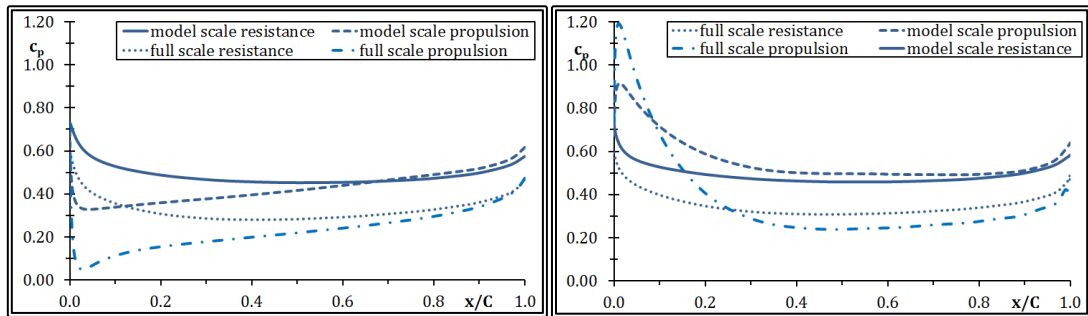 1.20
c_p
model scale resistance model scale propulsion
full scale resistance full scale propulsion
1.00
0.80
0.60
0.40
0.20
0.00
0.0 0.2 0.4 0.6 0.8 x/C 1.0
1.20
c_p
full scale resistance model scale propulsion
full scale propulsion model scale resistance
1.00
0.80
0.60
0.40
0.20
0.00
0.0 0.2 0.4 0.6 0.8 x/C 1.0